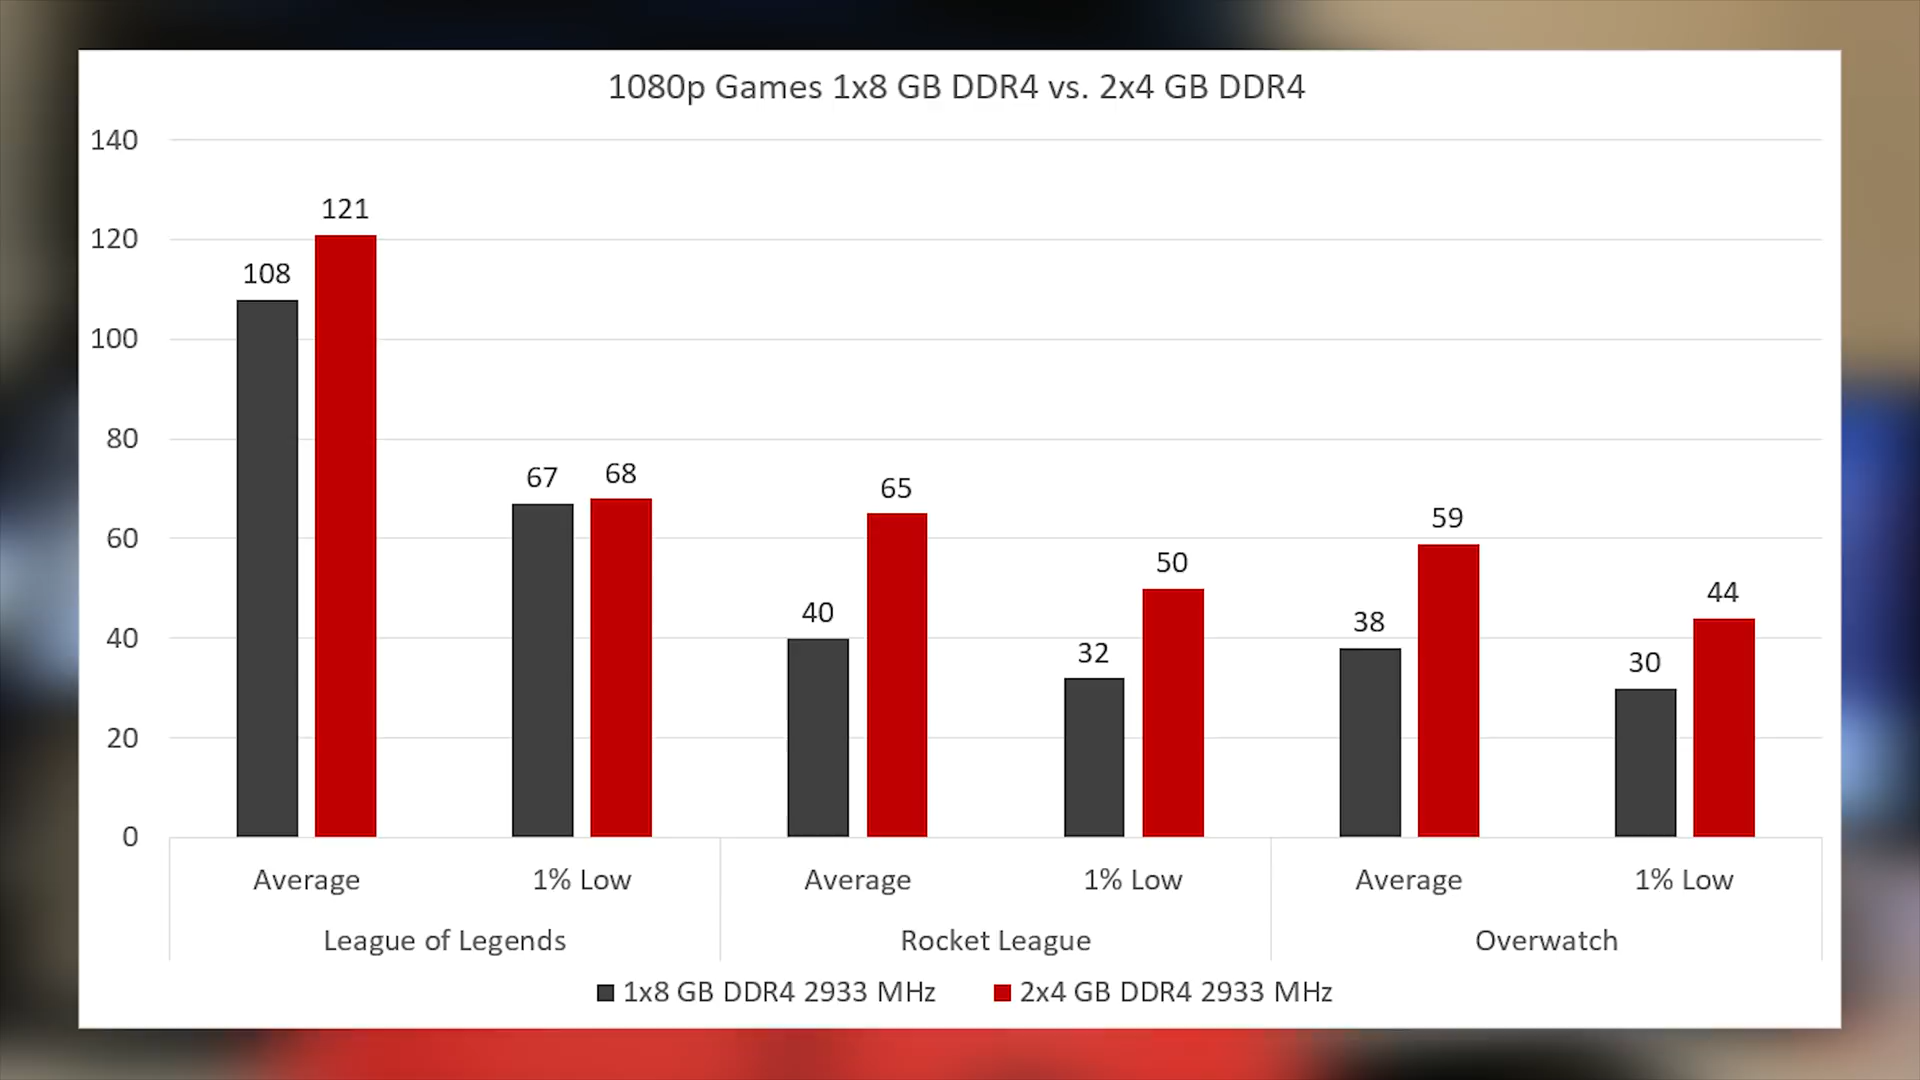 1080p Games 1x8 GB DDR4 vs. 2x4 GB DDR4
140
120
100
80
60
40
20
0
108
121
67
68
40
65
32
50
38
59
30
44
Average
1% Low
Average
1% Low
Average
1% Low
League of Legends
Rocket League
Overwatch
1x8 GB DDR4 2933 MHz
2x4 GB DDR4 2933 MHz